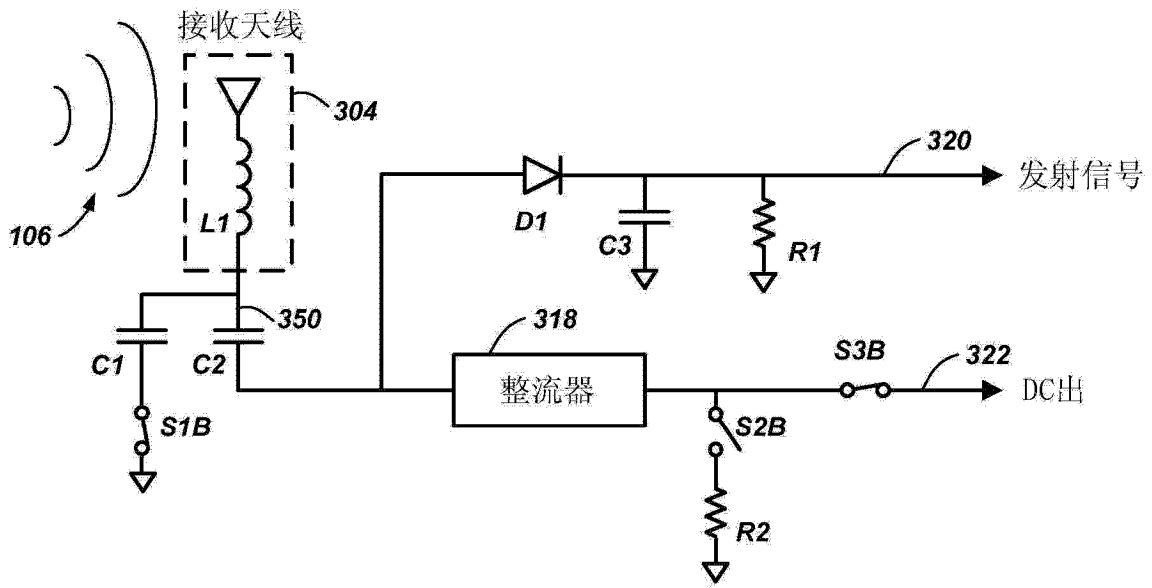 接收天线
304
106
L1
350
C1
C2
S1B
D1
C3
R1
320
发射信号
318
整流器
S3B
322
DC出
S2B
R2